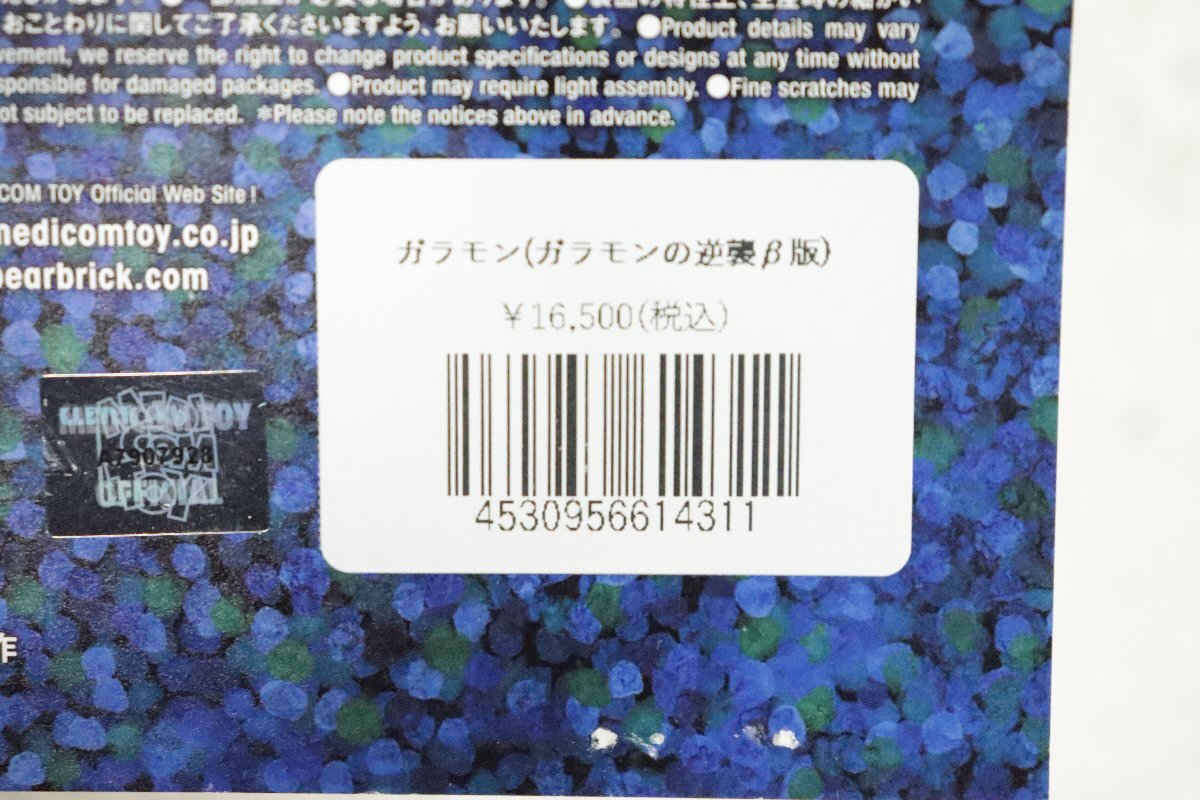 おことわりに関してご了承くださいますよう、お願いいたします。 ●Product details may vary
vement, we reserve the right to change product specifications or designs at any time without
sponsible for damaged packages. ●Product may require light assembly. ●Fine scratches may
ot subject to be replaced. *Please note the notices above in advance.
COM TOY Official Web Site !
medicomtoy.co.jp
bearbrick.com
ガラモン(ガラモンの逆襲β版)
¥16,500(税込)
4530956614311
TOY
A7907928
OFFICIAL
作